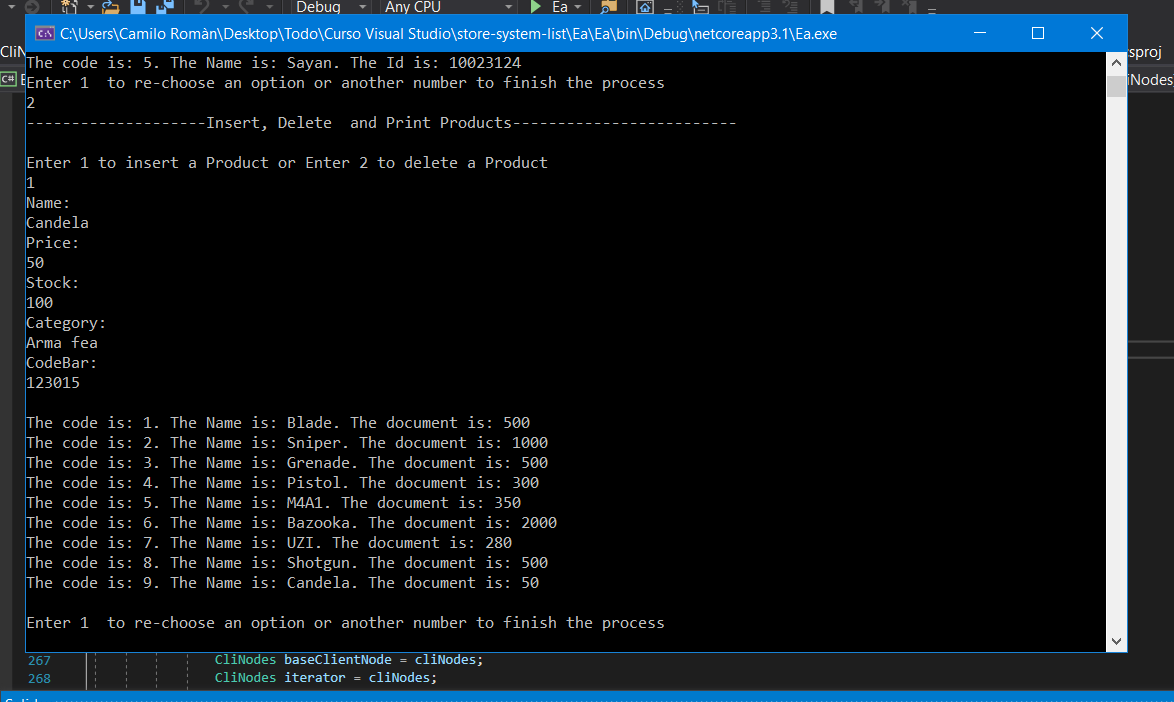 Debug
Any CPU
Ea
C:\Users\Camilo Romàn\Desktop\Todo\Curso Visual Studio\store-system-list\Ea\Ea\bin\Debug\netcoreapp3.1\Ea.exe
The code is: 5. The Name is: Sayan. The Id is: 10023124
Enter 1  to re-choose an option or another number to finish the process
2
--------------------Insert, Delete  and Print Products-------------------------
Enter 1 to insert a Product or Enter 2 to delete a Product
1
Name:
Candela
Price:
50
Stock:
100
Category:
Arma fea
CodeBar:
123015
The code is: 1. The Name is: Blade. The document is: 500
The code is: 2. The Name is: Sniper. The document is: 1000
The code is: 3. The Name is: Grenade. The document is: 500
The code is: 4. The Name is: Pistol. The document is: 300
The code is: 5. The Name is: M4A1. The document is: 350
The code is: 6. The Name is: Bazooka. The document is: 2000
The code is: 7. The Name is: UZI. The document is: 280
The code is: 8. The Name is: Shotgun. The document is: 500
The code is: 9. The Name is: Candela. The document is: 50
Enter 1  to re-choose an option or another number to finish the process
267 CliNodes baseClientNode = cliNodes;
268 CliNodes iterator = cliNodes;